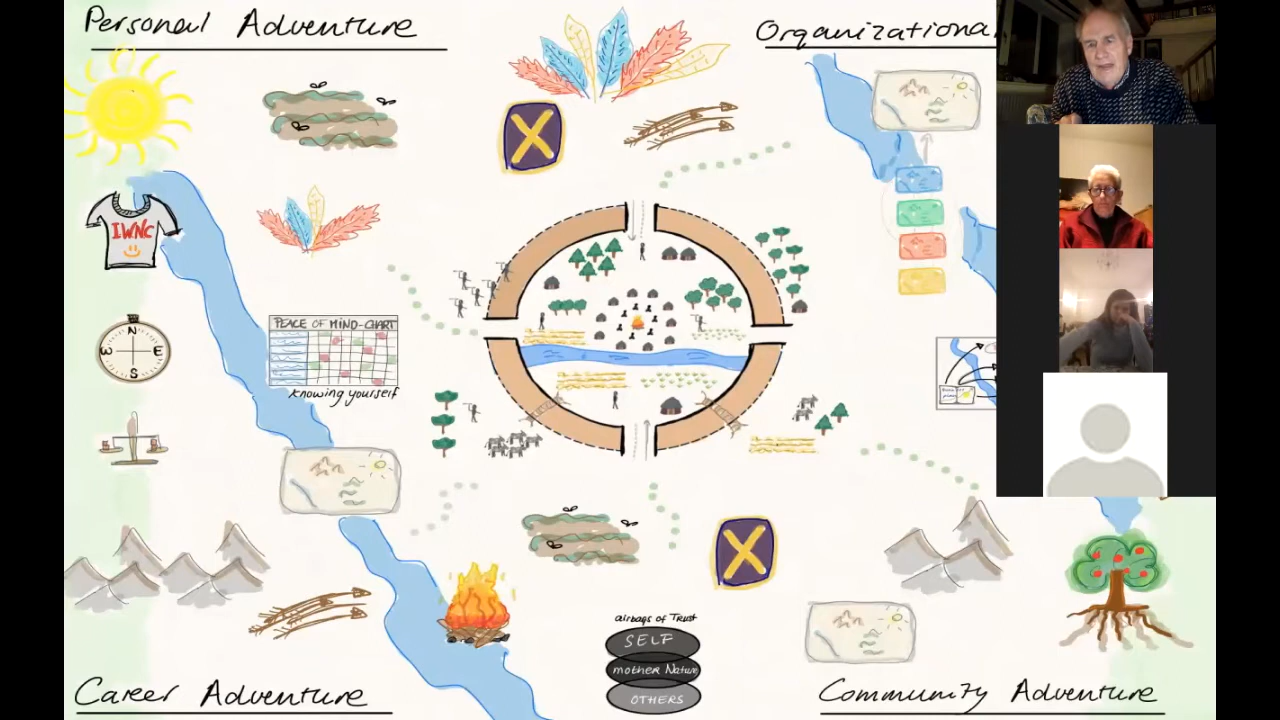 Personal Adventure
Organizationa
IWNC
N
E
S
W
PEACE OF MIND-CHART
knowing yourself
X
X
airbags of Trust
SELF
mother Nature
OTHERS
Career Adventure
Community Adventure